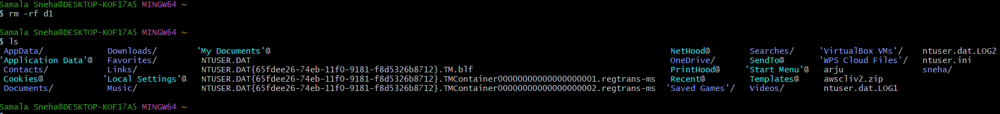 Samala Sneha@DESKTOP-KOF17A5 MINGW64 ~
$ rm -rf d1
Samala Sneha@DESKTOP-KOF17A5 MINGW64 ~
$ ls
AppData/ Downloads/ 'My Documents'@ NetHood@ Searches/ 'VirtualBox VMs'/ ntuser.dat.LOG2
'Application Data'@ Favorites/ NTUSER.DAT OneDrive/ SendTo@ 'WPS Cloud Files'/ ntuser.ini
Contacts/ Links/ NTUSER.DAT{65fdee26-74eb-11f0-9181-f8d5326b8712}.TM.blf PrintHood@ 'Start Menu'@ arju sneha/
Cookies@ 'Local Settings'@ NTUSER.DAT{65fdee26-74eb-11f0-9181-f8d5326b8712}.TMContainer00000000000000000001.regtrans-ms Recent@ Templates@ awscliv2.zip
Documents/ Music/ NTUSER.DAT{65fdee26-74eb-11f0-9181-f8d5326b8712}.TMContainer00000000000000000002.regtrans-ms 'Saved Games'/ Videos/ ntuser.dat.LOG1
Samala Sneha@DESKTOP-KOF17A5 MINGW64 ~